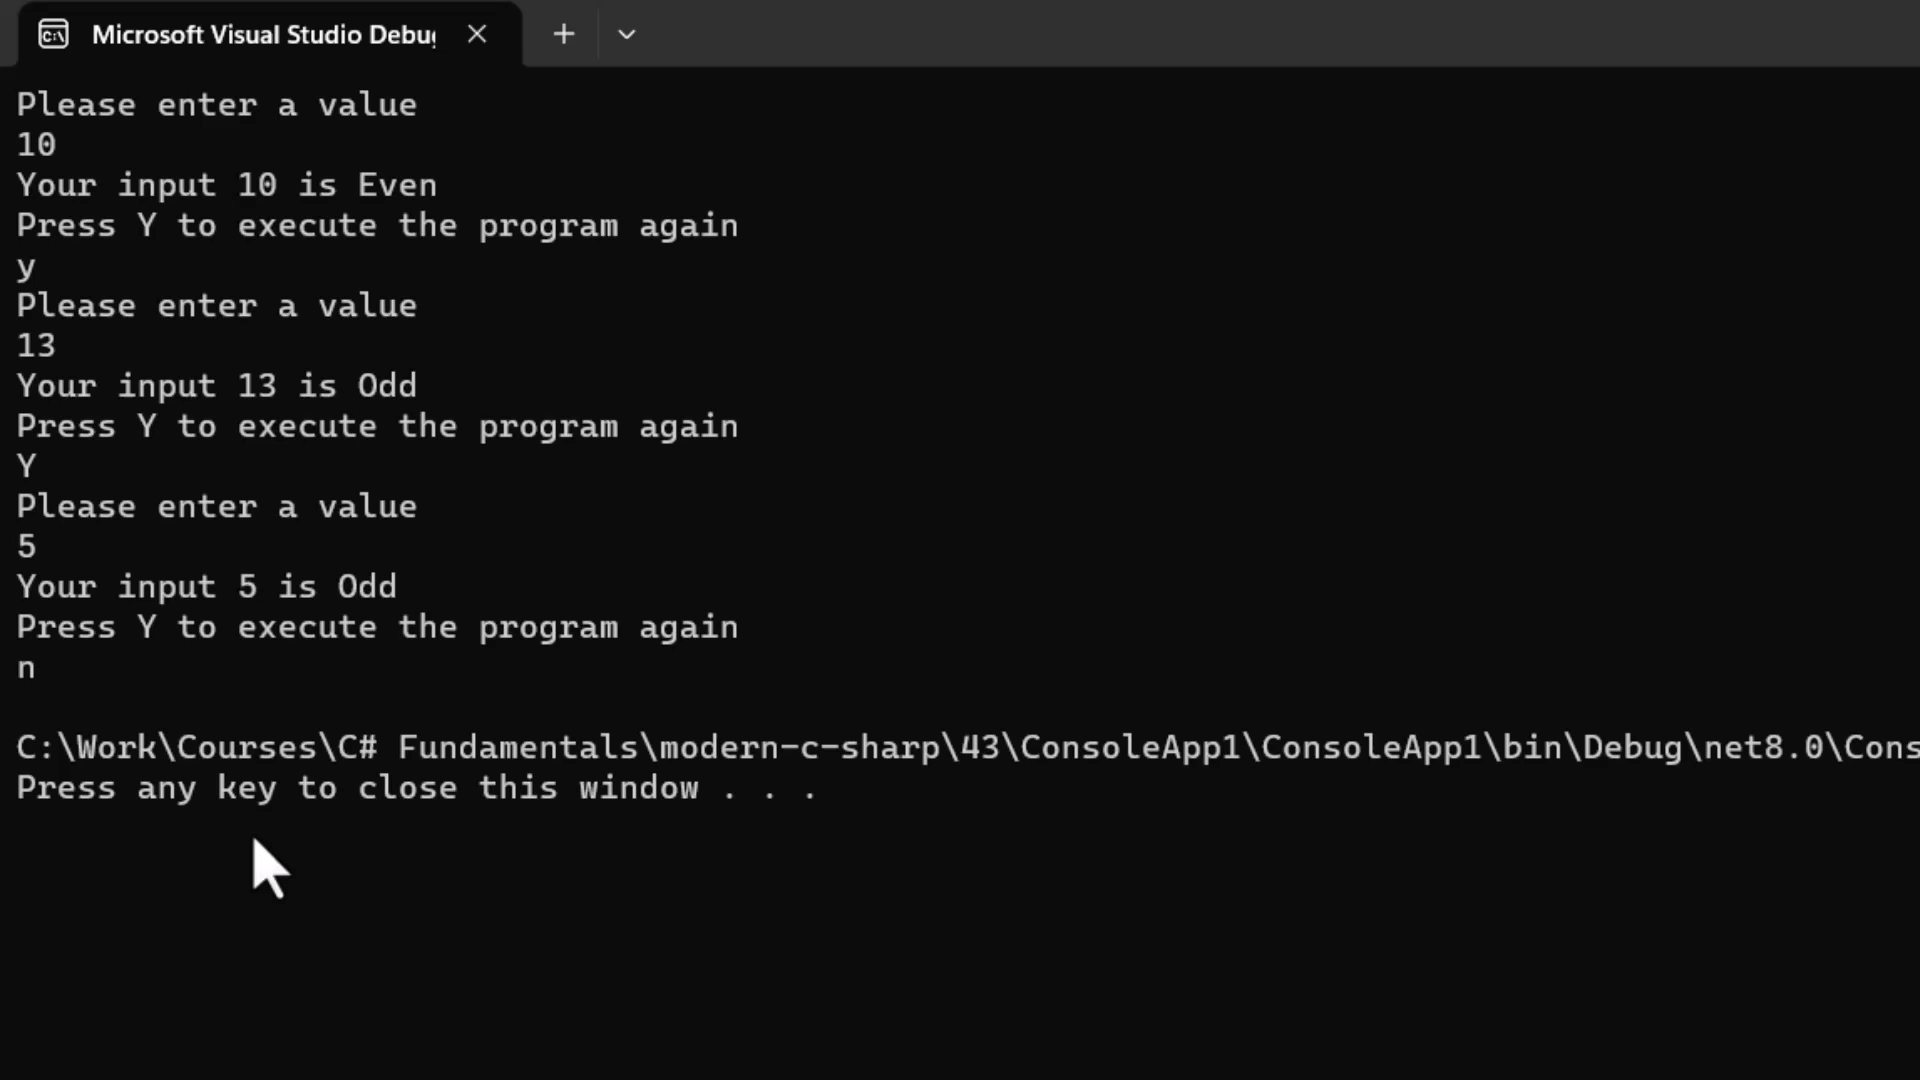 Microsoft Visual Studio Debug
Please enter a value
10
Your input 10 is Even
Press Y to execute the program again
y
Please enter a value
13
Your input 13 is Odd
Press Y to execute the program again
Y
Please enter a value
5
Your input 5 is Odd
Press Y to execute the program again
n
C:\Work\Courses\C# Fundamentals\modern-c-sharp\43\ConsoleApp1\ConsoleApp1\bin\Debug\net8.0\Cons
Press any key to close this window . . .